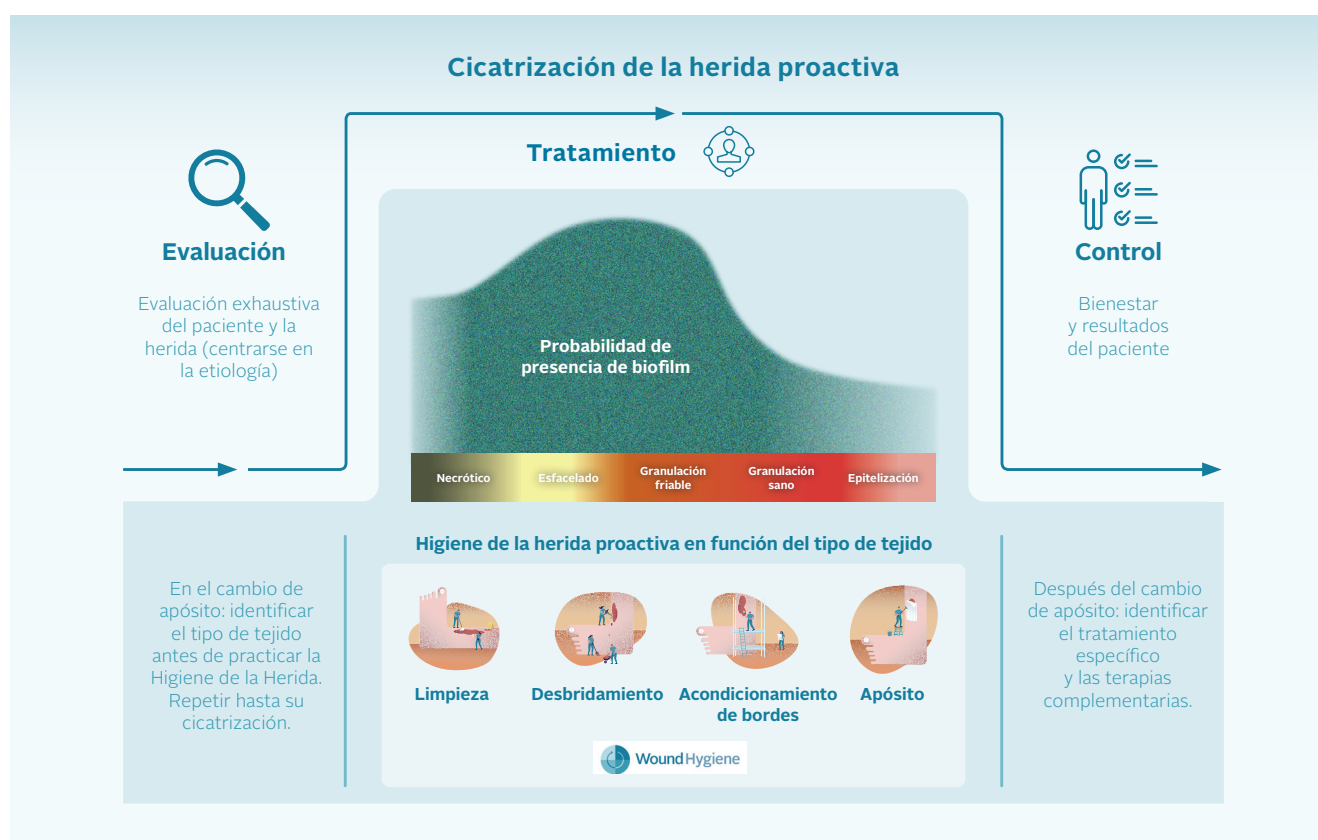 Cicatrización de la herida proactiva
Evaluación
Evaluación exhaustiva
del paciente y la
herida (centrarse en
la etiología)
Tratamiento
Probabilidad de
presencia de biofilm
Necrótico
Esfacelado
Granulación
friable
Granulación
sano
Epitelización
Control
Bienestar
y resultados
del paciente
En el cambio de
apósito: identificar
el tipo de tejido
antes de practicar la
Higiene de la Herida.
Repetir hasta su
cicatrización.
Higiene de la herida proactiva en función del tipo de tejido
Limpieza
Desbridamiento
Acondicionamiento
de bordes
Apósito
Wound Hygiene
Después del cambio
de apósito: identificar
el tratamiento
específico
y las terapias
complementarias.